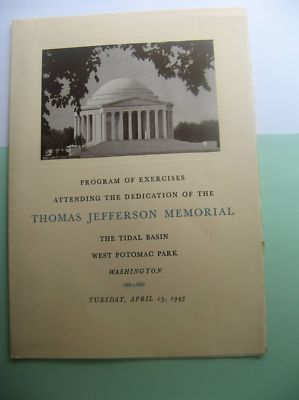 PROGRAM OF EXERCISES
ATTENDING THE DEDICATION OF THE
THOMAS JEFFERSON MEMORIAL
THE TIDAL BASIN
WEST POTOMAC PARK
WASHINGTON
TUESDAY, APRIL 13, 1943